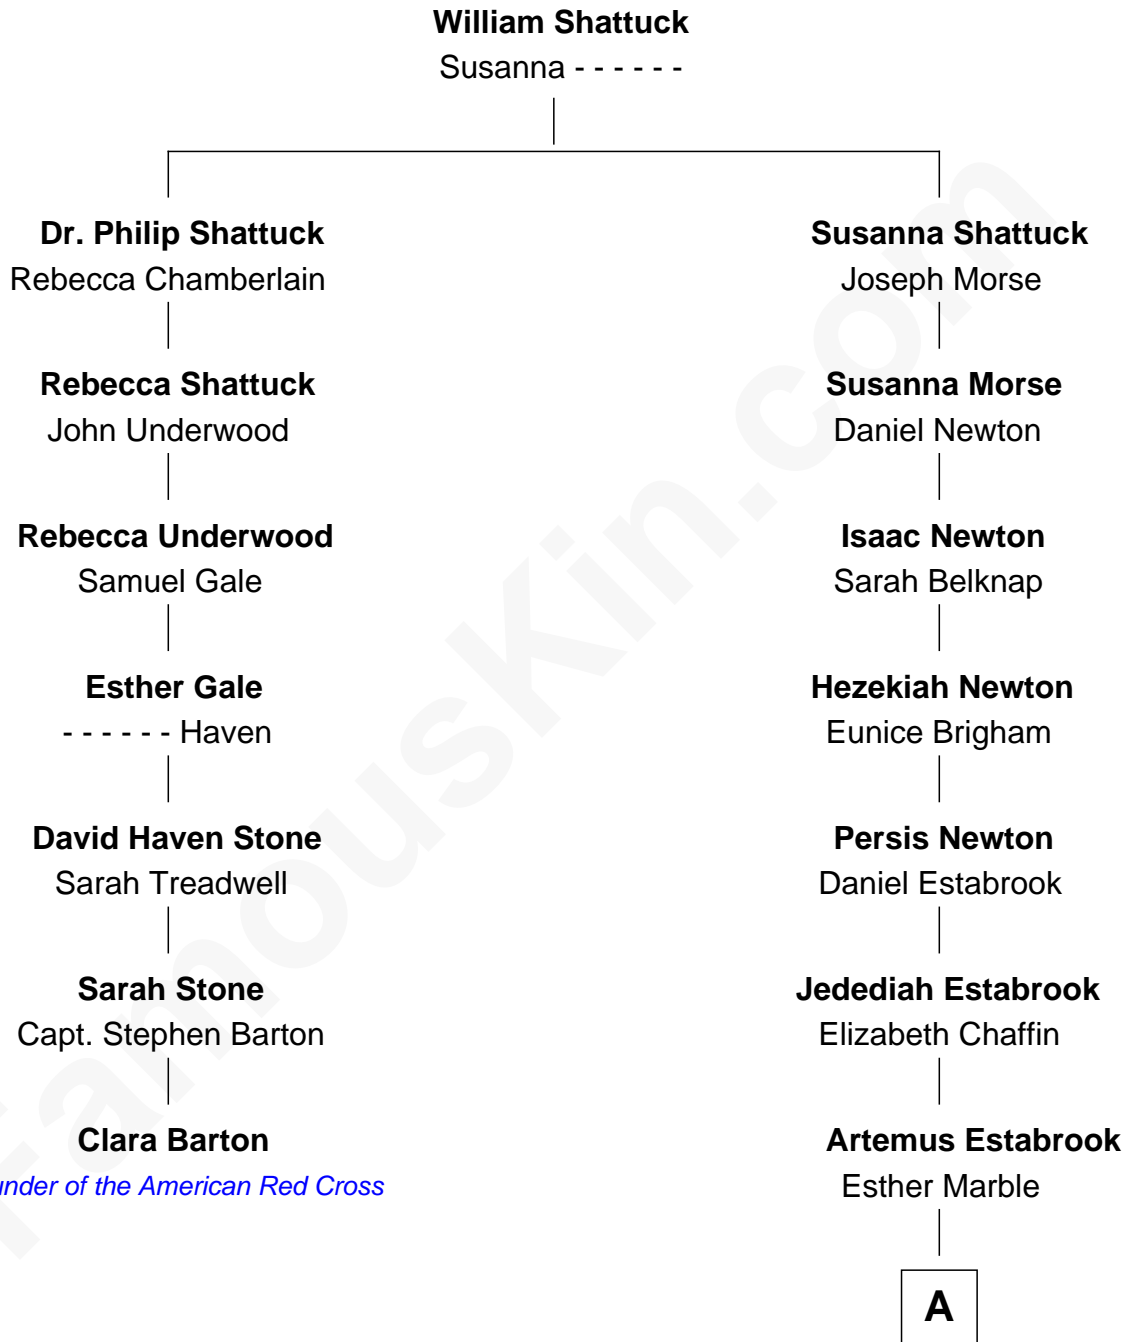 William Shattuck
Susanna - - - - - -
Dr. Philip Shattuck
Rebecca Chamberlain
Susanna Shattuck
Joseph Morse
Rebecca Shattuck
John Underwood
Susanna Morse
Daniel Newton
Rebecca Underwood
Samuel Gale
Isaac Newton
Sarah Belknap
Esther Gale
- - - - - - Haven
Hezekiah Newton
Eunice Brigham
David Haven Stone
Sarah Treadwell
Persis Newton
Daniel Estabrook
Sarah Stone
Capt. Stephen Barton
Jedediah Estabrook
Elizabeth Chaffin
Clara Barton
under of the American Red Cross
Artemus Estabrook
Esther Marble
A
FamousKin.com